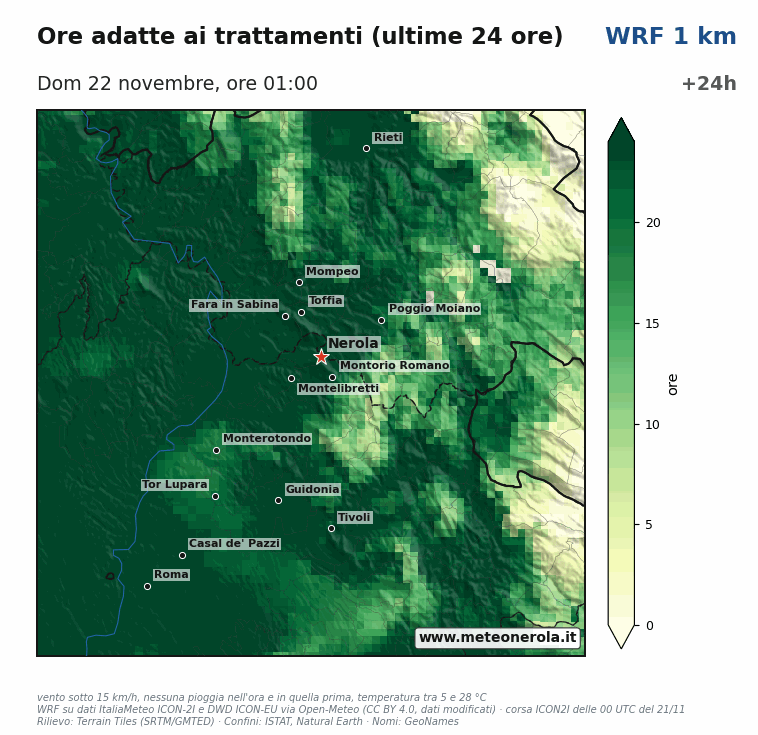 Ore adatte ai trattamenti (ultime 24 ore)
WRF 1 km
Dom 22 novembre, ore 01:00
+24h
Rieti
Mompeo
Toffia
Fara in Sabina
Poggio Moiano
Nerola
Montorio Romano
Montelibretti
Monterotondo
Tor Lupara
Guidonia
Tivoli
Casal de' Pazzi
Roma
www.meteonerola.it
20
15
10
5
0
ore
vento sotto 15 km/h, nessuna pioggia nell'ora e in quella prima, temperatura tra 5 e 28 °C
WRF su dati ItaliaMeteo ICON-2I e DWD ICON-EU via Open-Meteo (CC BY 4.0, dati modificati) · corsa ICON2I delle 00 UTC del 21/11
Rilievo: Terrain Tiles (SRTM/GMTED) · Confini: ISTAT, Natural Earth · Nomi: GeoNames